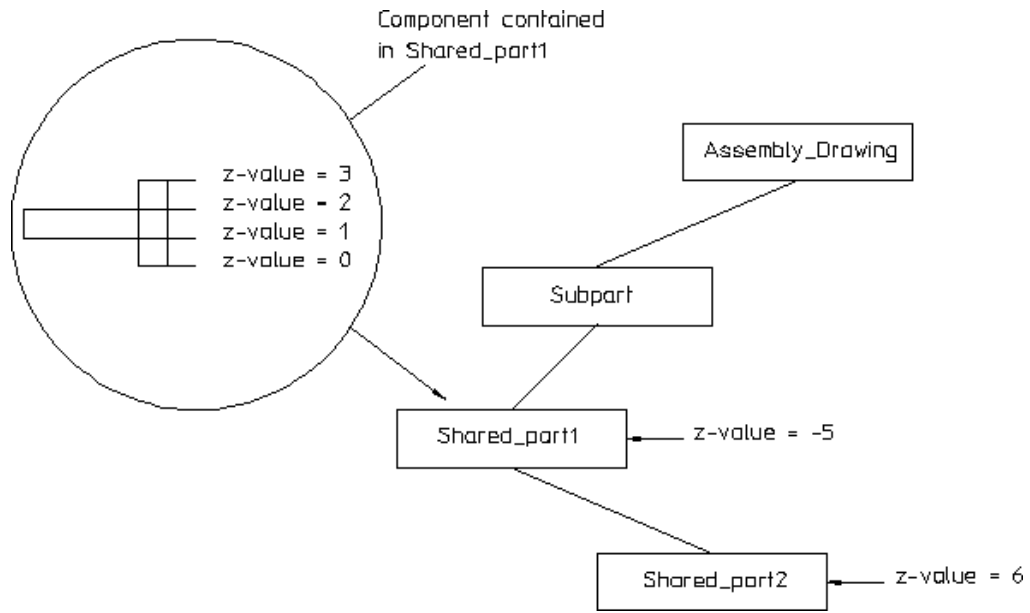 Component contained
in Shared_part1
Assembly_Drawing
z-value = 3
z-value = 2
z-value = 1
z-value = 0
Subpart
Shared_part1
z-value = -5
Shared_part2
z-value = 6